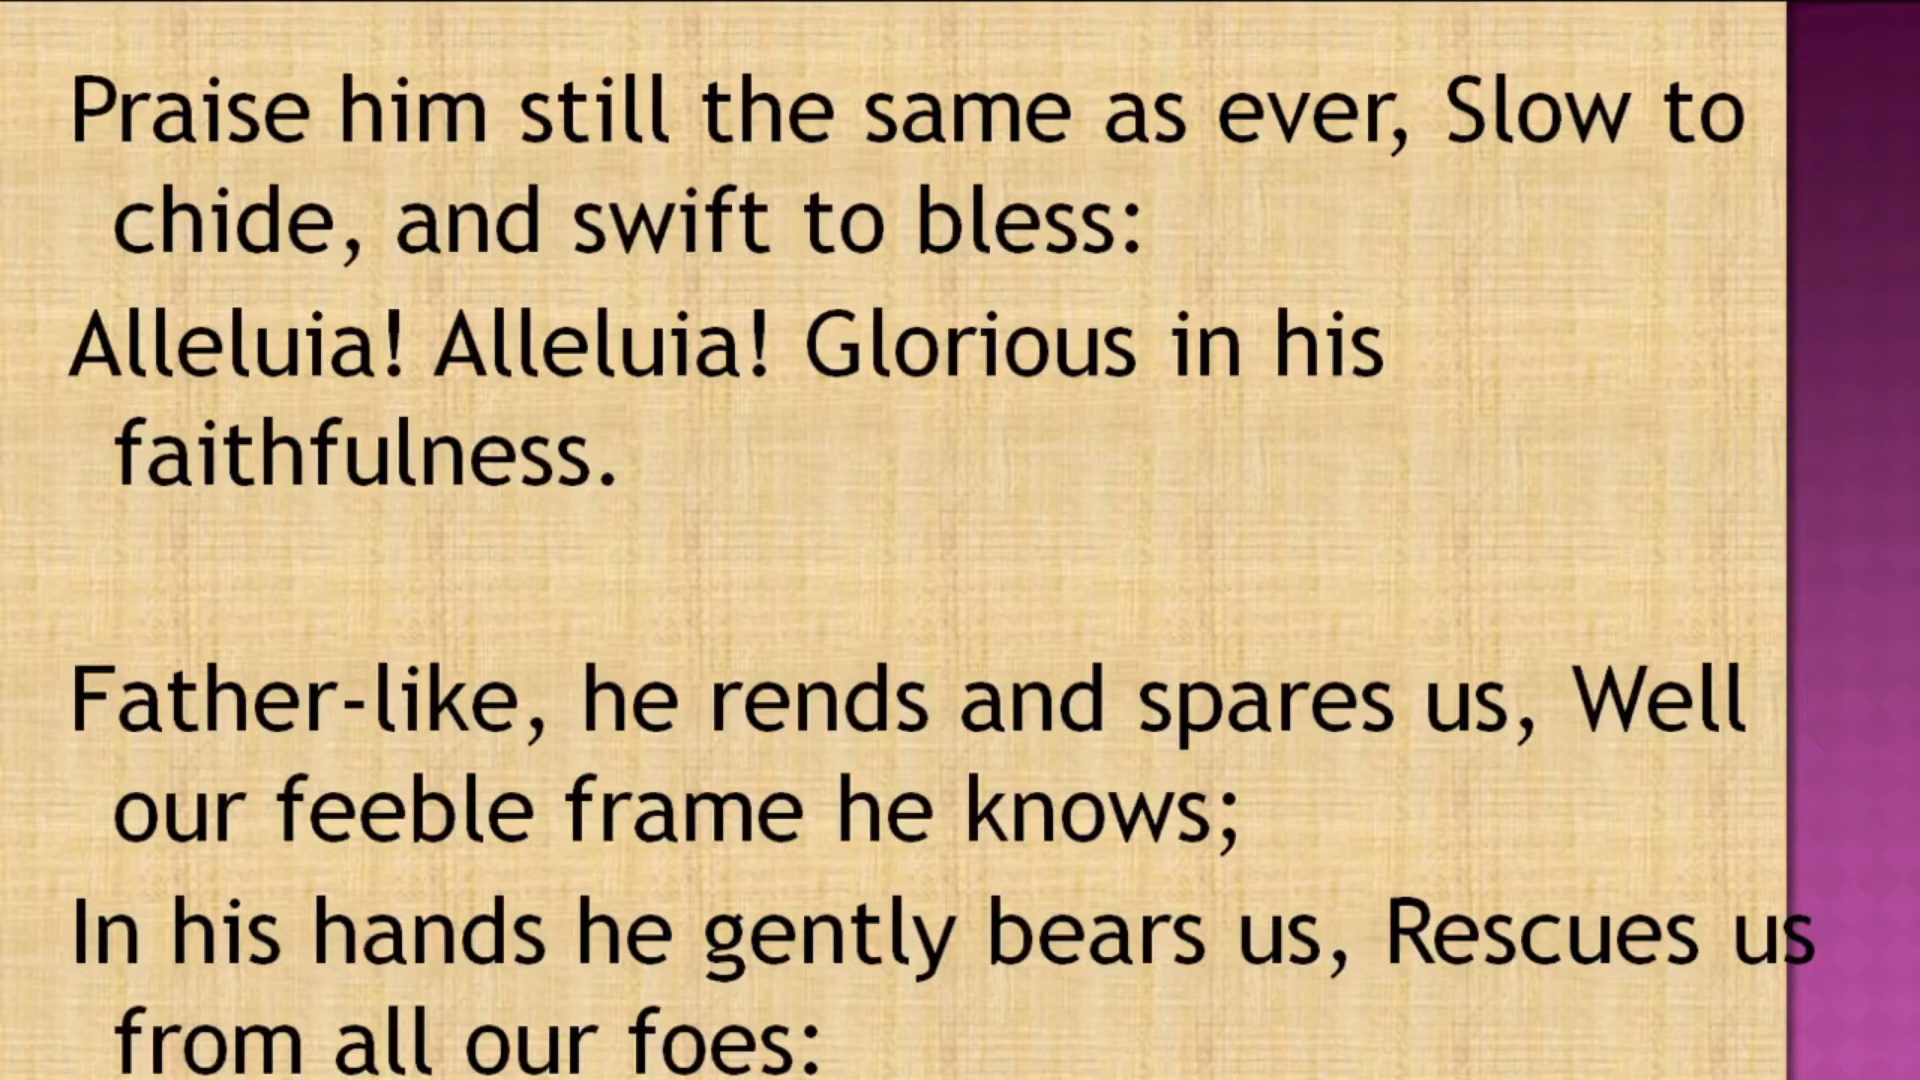 Praise him still the same as ever, Slow to
chide, and swift to bless:
Alleluia! Alleluia! Glorious in his
faithfulness.
Father-like, he rends and spares us, Well
our feeble frame he knows;
In his hands he gently bears us, Rescues us
from all our foes: